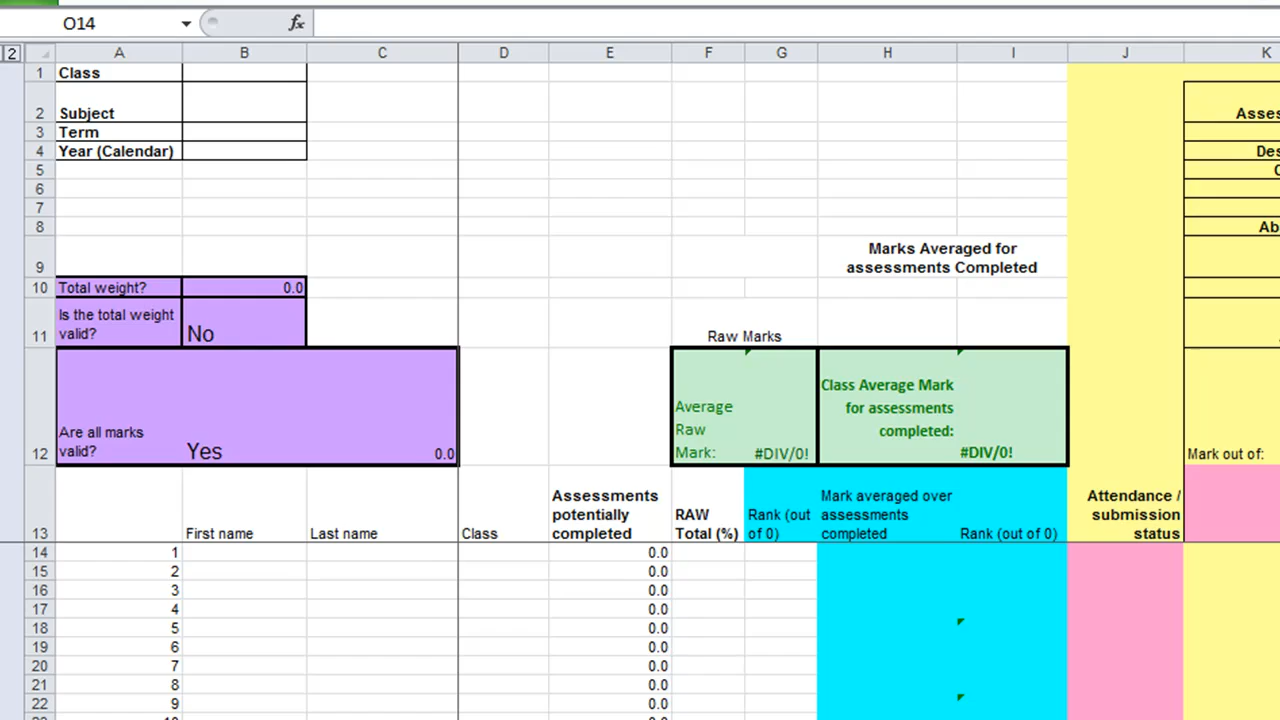 O14 fx
2 A B C D E F G H I J K
1 Class
2 Subject Asses
3 Term
4 Year (Calendar) Des
5
6
7
8 Ab
Marks Averaged for
9 assessments Completed
10 Total weight? 0.0
Is the total weight
11 valid? No Raw Marks
Class Average Mark
Average for assessments
Are all marks Raw completed:
12 valid? Yes 0.0 Mark: #DIV/0! #DIV/0! Mark out of:
Assessments Mark averaged over Attendance /
potentially RAW Rank (out assessments submission
13 First name Last name Class completed Total (%) of 0) completed Rank (out of 0) status
14 1 0.0
15 2 0.0
16 3 0.0
17 4 0.0
18 5 0.0
19 6 0.0
20 7 0.0
21 8 0.0
22 9 0.0